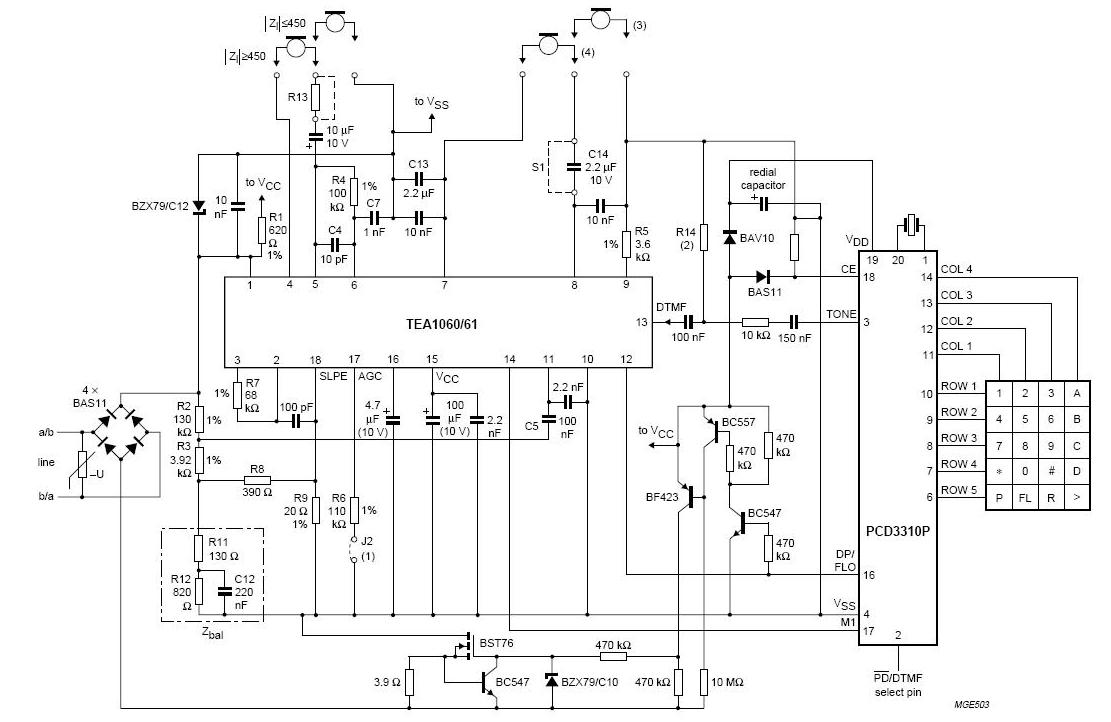 |Zl|≤450
|Zl|≥450
(3)
(4)
R13
to VSS
10 μF
10 V
+
S1
C14
2.2 μF
10 V
C13
2.2 μF
redial
capacitor
+
to VCC
R4
100
kΩ
1%
BZX79/C12
10
nF
R1
620
Ω
1%
C7
1 nF
10 nF
10 nF
C4
10 pF
1%
R5
3.6
kΩ
R14
(2)
BAV10
VDD
19
20
1
CE
18
BAS11
14
COL 4
1
4
5
6
7
8
9
DTMF
TEA1060/61
13
100 nF
10 kΩ
150 nF
TONE
3
13
COL 3
12
COL 2
11
COL 1
3
2
18
SLPE
17
AGC
16
15
VCC
14
11
10
12
1%
R7
68
kΩ
100 pF
4.7
μF
(10 V)
+
+
100
μF
(10 V)
2.2
nF
2.2 nF
C5
100
nF
4 ×
BAS11
R2
130
kΩ
1%
R3
3.92
kΩ
1%
a/b
line
b/a
–U
R8
390 Ω
R9
20 Ω
1%
R6
110
kΩ
1%
J2
(1)
to VCC
BC557
470
kΩ
470
kΩ
BF423
BC547
470
kΩ
10
ROW 1
9
ROW 2
8
ROW 3
7
ROW 4
6
ROW 5
1 2 3 A
4 5 6 B
7 8 9 C
* 0 # D
P FL R >
PCD3310P
R11
130 Ω
R12
820
Ω
C12
220
nF
Zbal
DP/
FLO
16
VSS
4
M1
17
2
PD/DTMF
select pin
BST76
470 kΩ
3.9 Ω
BC547
BZX79/C10
470 kΩ
10 MΩ
MGE503